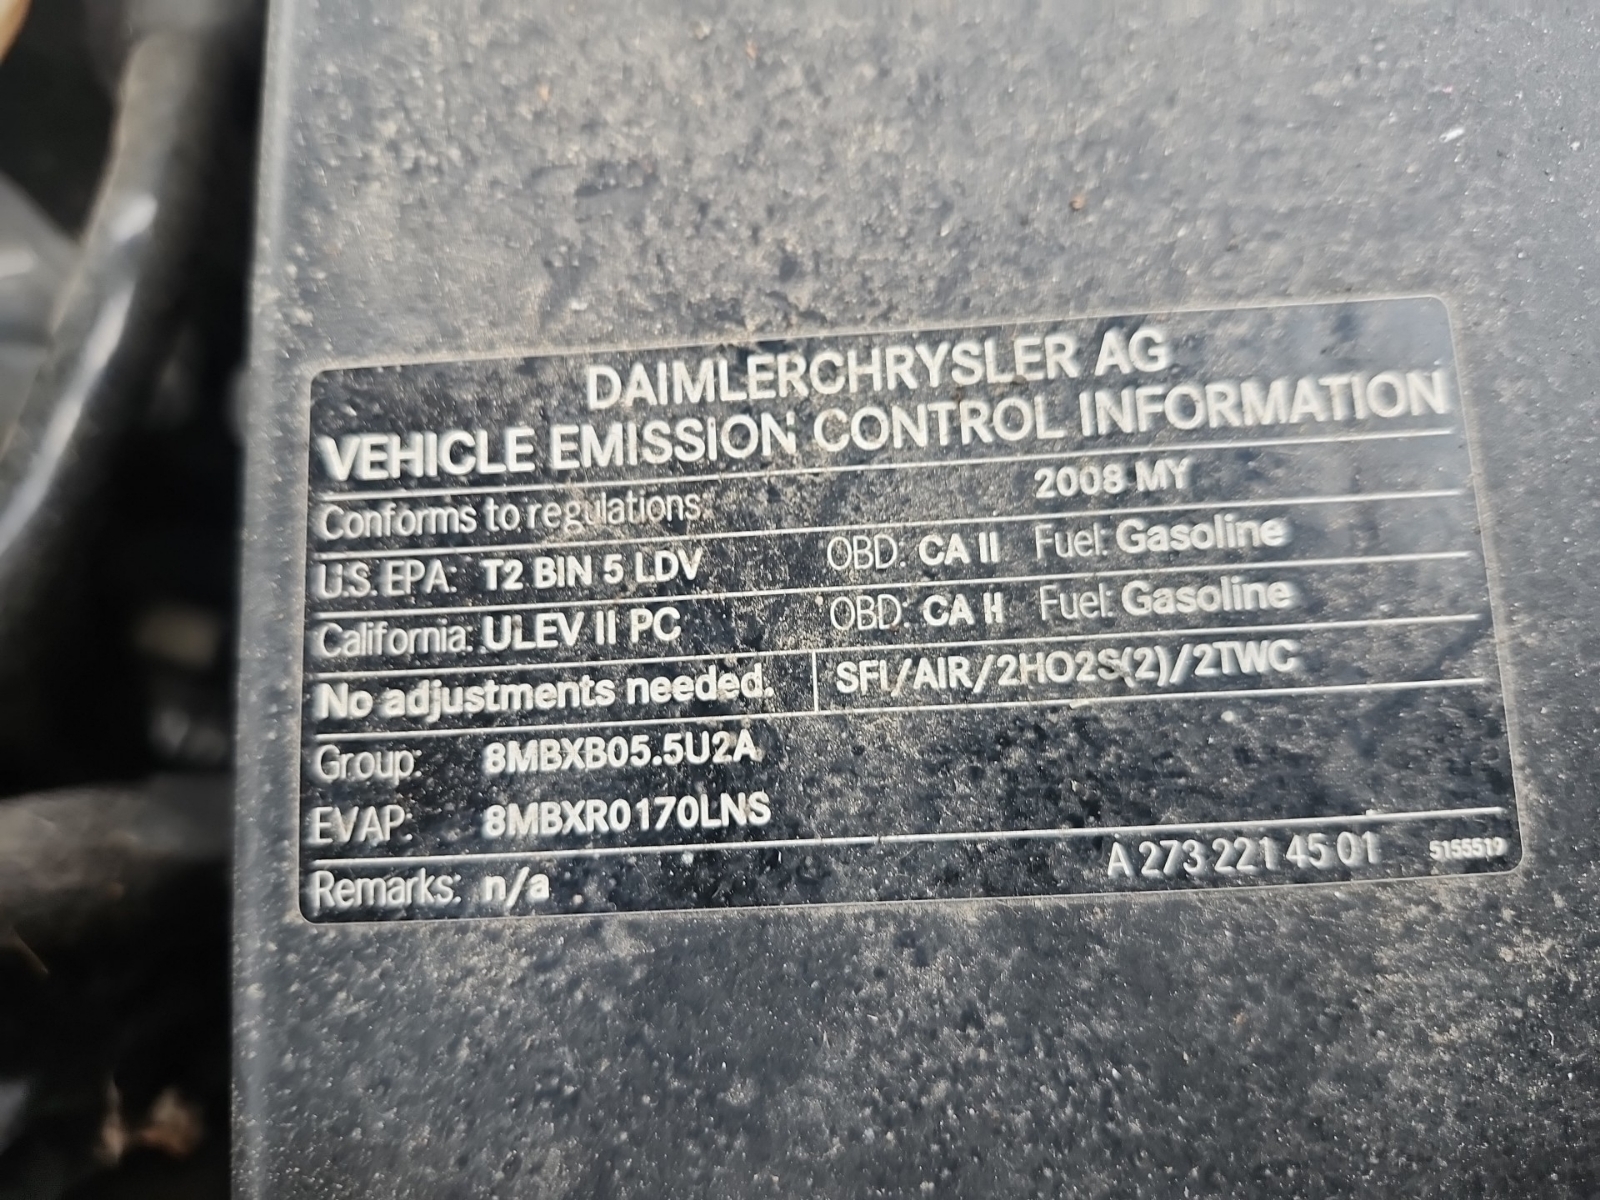 DAIMLERCHRYSLER AG
VEHICLE EMISSION CONTROL INFORMATION
Conforms to regulations: 2008 MY
U.S. EPA: T2 BIN 5 LDV OBD: CA II Fuel: Gasoline
California: ULEV II PC OBD: CA II Fuel: Gasoline
No adjustments needed. SFI/AIR/2HO2S(2)/2TWC
Group: 8MBXB05.5U2A
EVAP: 8MBXR0170LNS
Remarks: n/a A 273 221 45 01 5155519